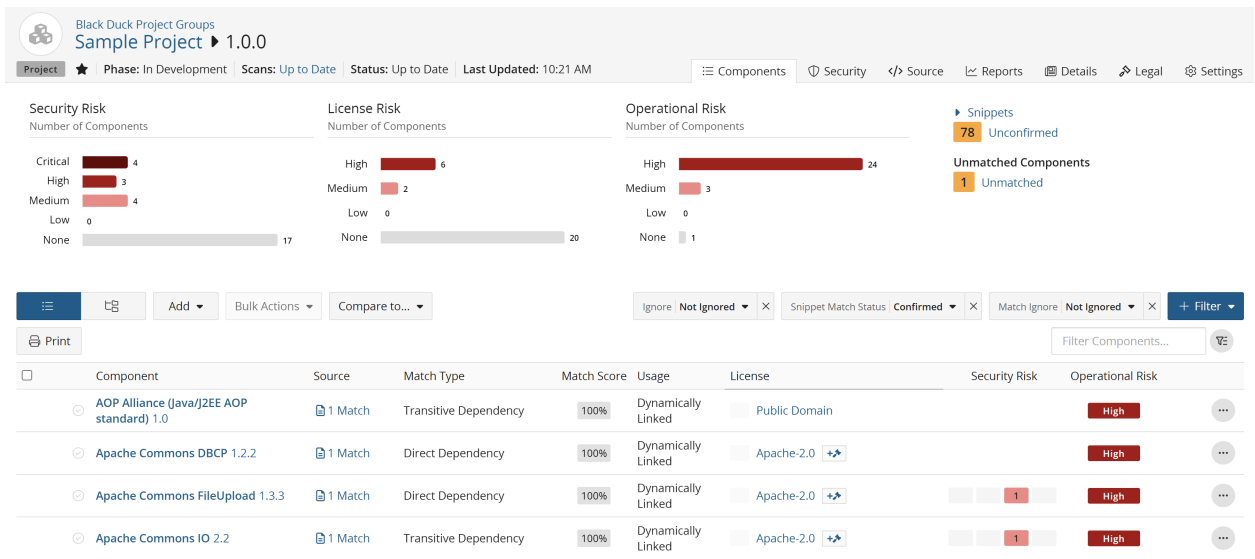 Black Duck Project Groups
Sample Project 1.0.0
Project Phase: In Development Scans: Up to Date Status: Up to Date Last Updated: 10:21 AM
Components Security Source Reports Details Legal Settings
Security Risk
Number of Components
Critical 4
High 3
Medium 4
Low 0
None 17
License Risk
Number of Components
High 6
Medium 2
Low 0
None 20
Operational Risk
Number of Components
High 24
Medium 3
Low 0
None 1
Snippets
78 Unconfirmed
Unmatched Components
1 Unmatched
Add Bulk Actions Compare to... Ignore Not Ignored Snippet Match Status Confirmed Match Ignore Not Ignored + Filter
Print Filter Components...
Component Source Match Type Match Score Usage License Security Risk Operational Risk
AOP Alliance (Java/J2EE AOP
standard) 1.0
1 Match Transitive Dependency 100%
Dynamically
Linked
Public Domain High
Apache Commons DBCP 1.2.2 1 Match Direct Dependency 100%
Dynamically
Linked
Apache-2.0 High
Apache Commons FileUpload 1.3.3 1 Match Direct Dependency 100%
Dynamically
Linked
Apache-2.0 1 High
Apache Commons IO 2.2 1 Match Transitive Dependency 100%
Dynamically
Linked
Apache-2.0 1 High